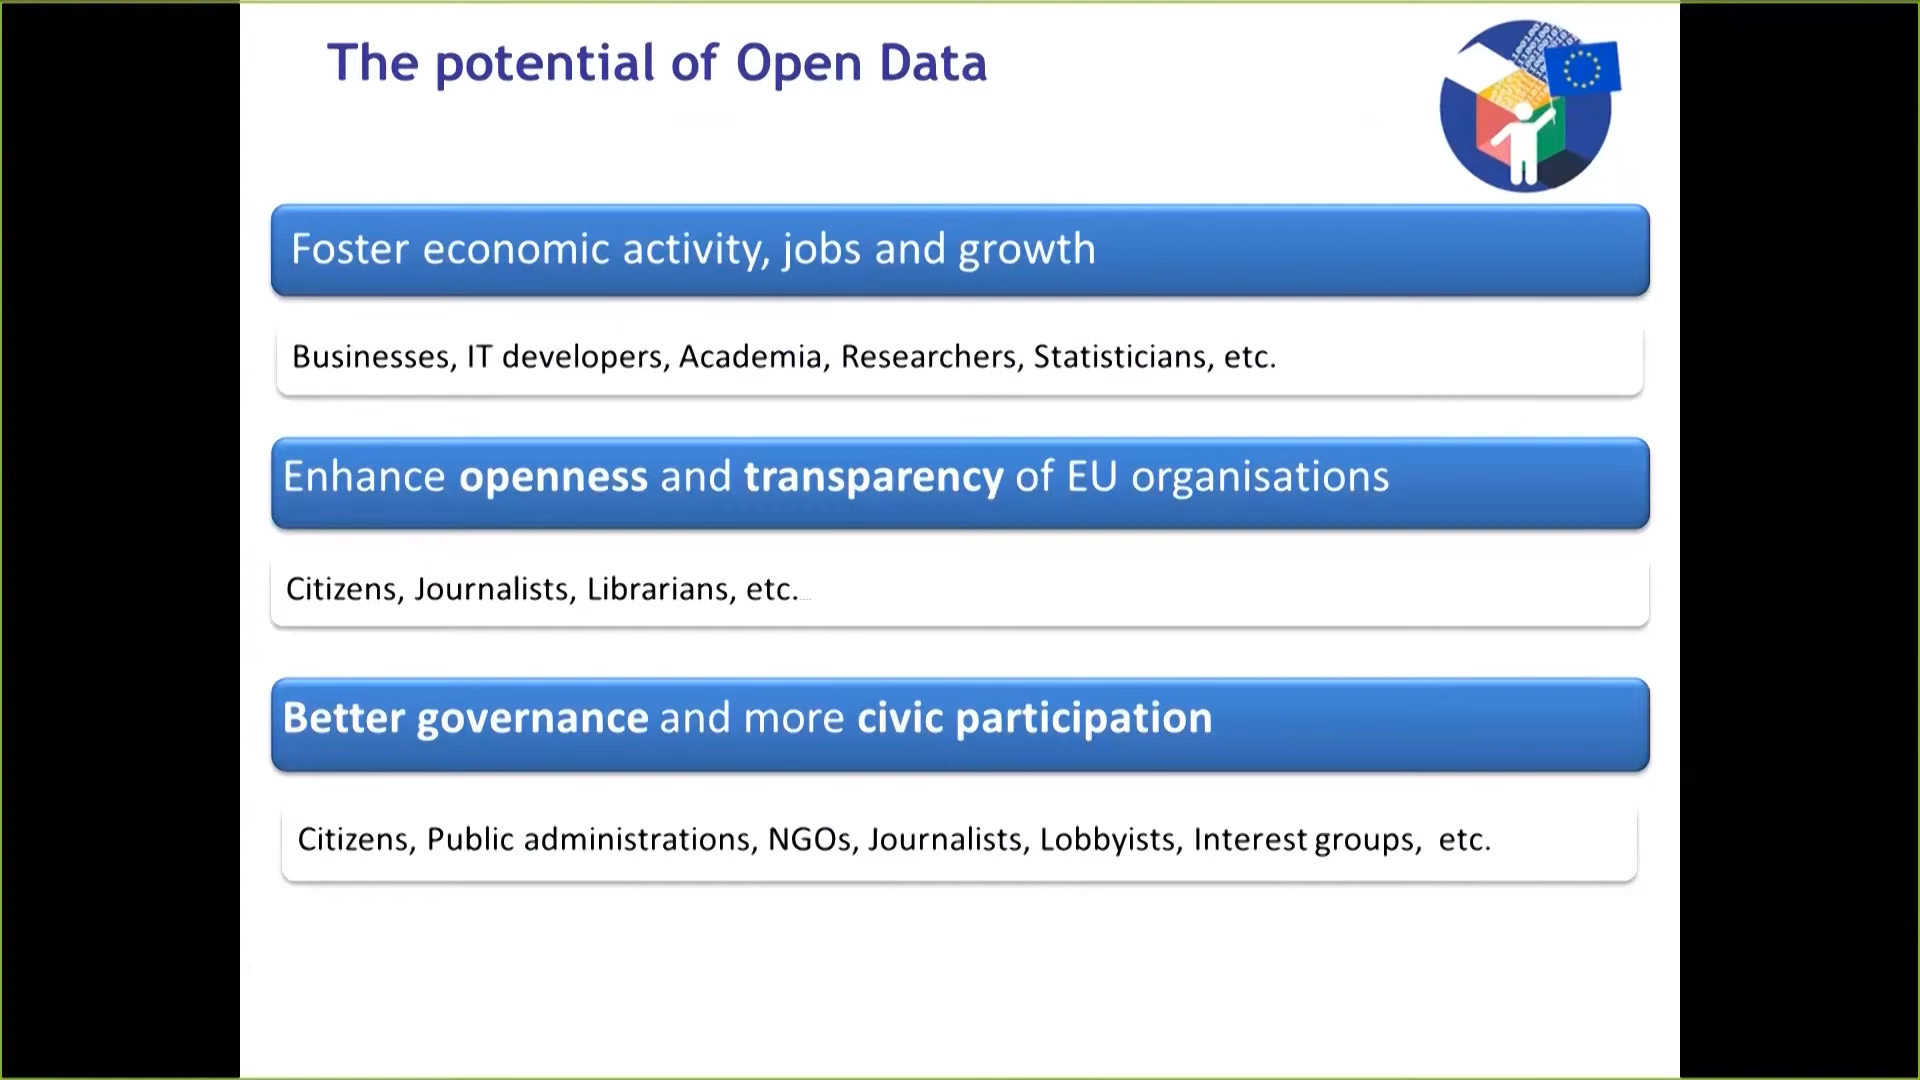 The potential of Open Data
Foster economic activity, jobs and growth
Businesses, IT developers, Academia, Researchers, Statisticians, etc.
Enhance openness and transparency of EU organisations
Citizens, Journalists, Librarians, etc.
Better governance and more civic participation
Citizens, Public administrations, NGOs, Journalists, Lobbyists, Interest groups, etc.